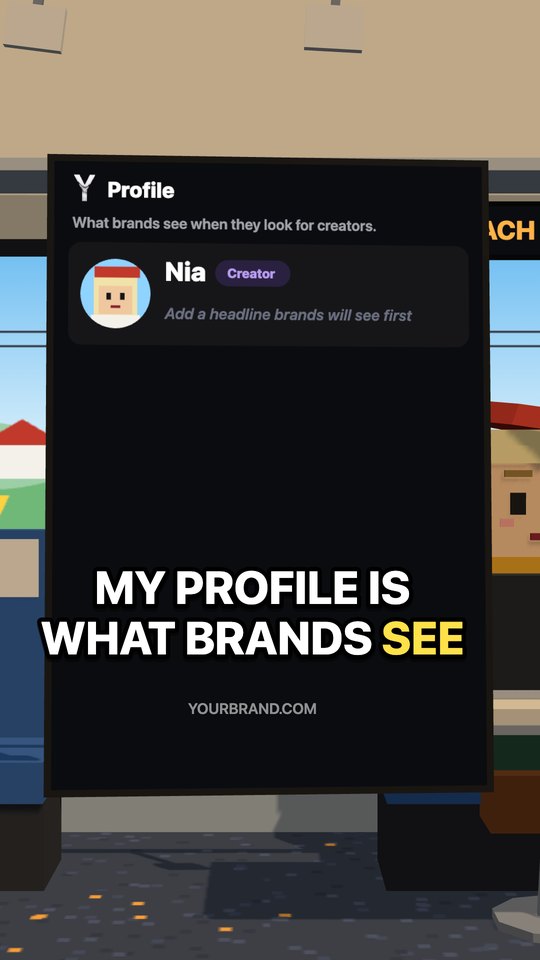 Profile
What brands see when they look for creators.
Nia
Creator
Add a headline brands will see first
ACH
MY PROFILE IS
WHAT BRANDS SEE
YOURBRAND.COM